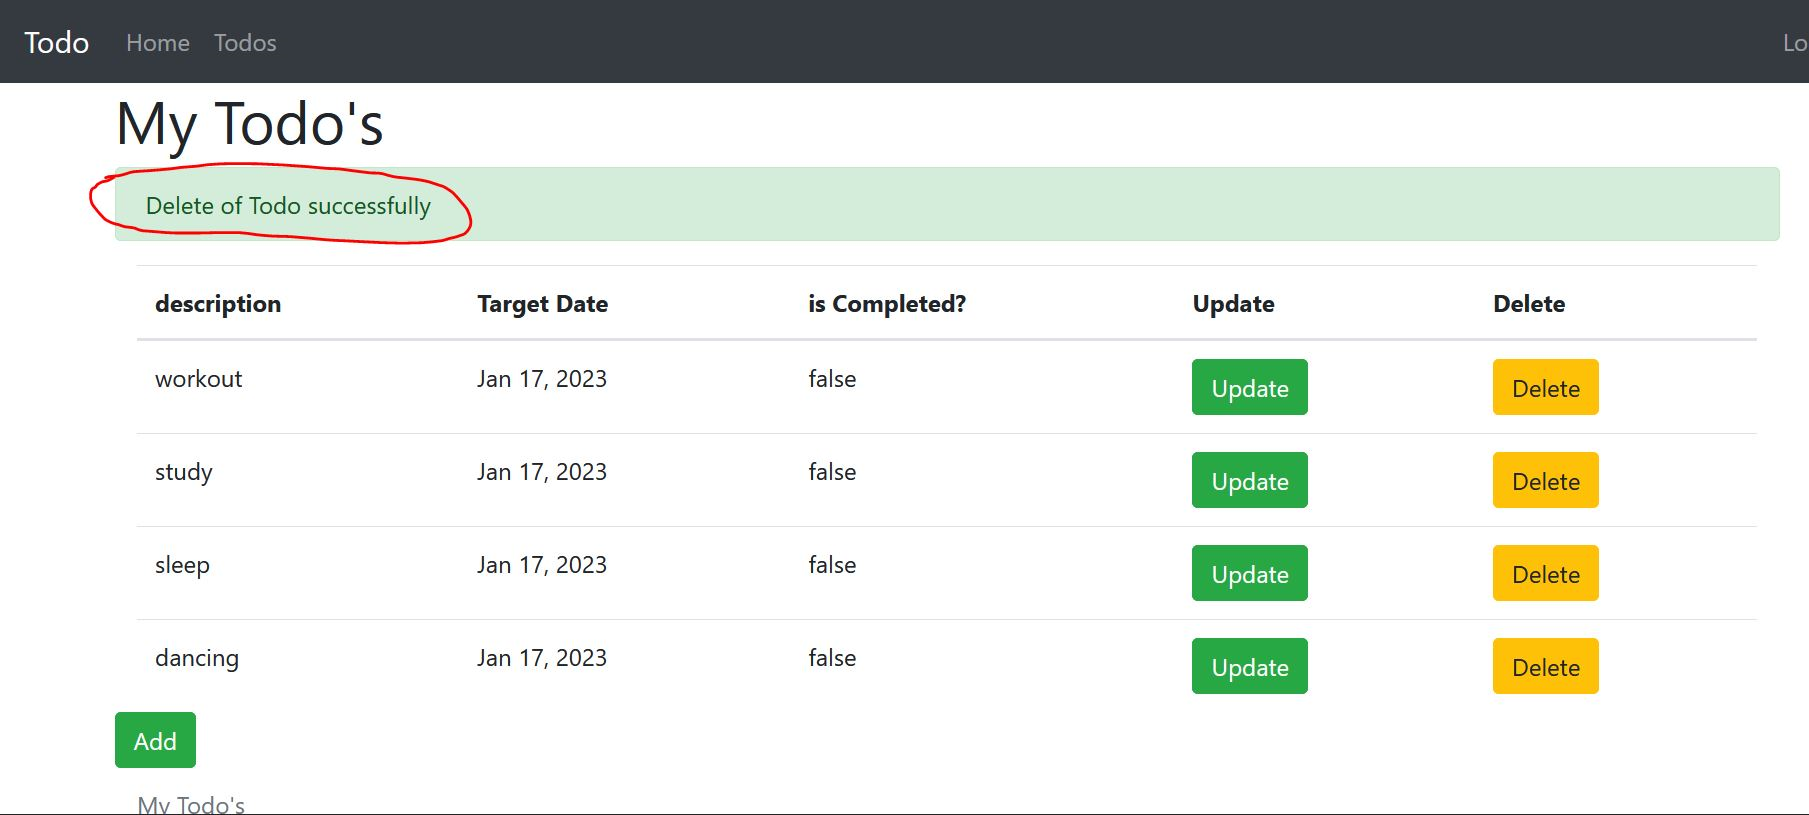 Todo Home Todos Lo
My Todo's
Delete of Todo successfully
description Target Date is Completed? Update Delete
workout Jan 17, 2023 false Update Delete
study Jan 17, 2023 false Update Delete
sleep Jan 17, 2023 false Update Delete
dancing Jan 17, 2023 false Update Delete
Add
My Todo's